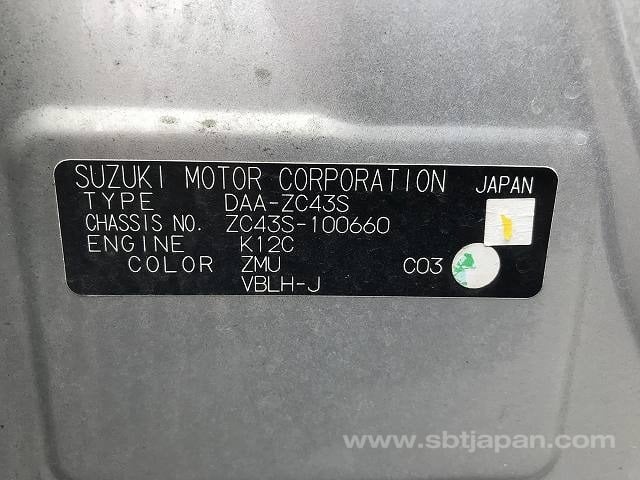 SUZUKI MOTOR CORPORATION JAPAN
TYPE DAA-ZC43S
CHASSIS NO. ZC43S-100660
ENGINE K12C
COLOR ZMU C03
VBLH-J
1
www.sbtjapan.com